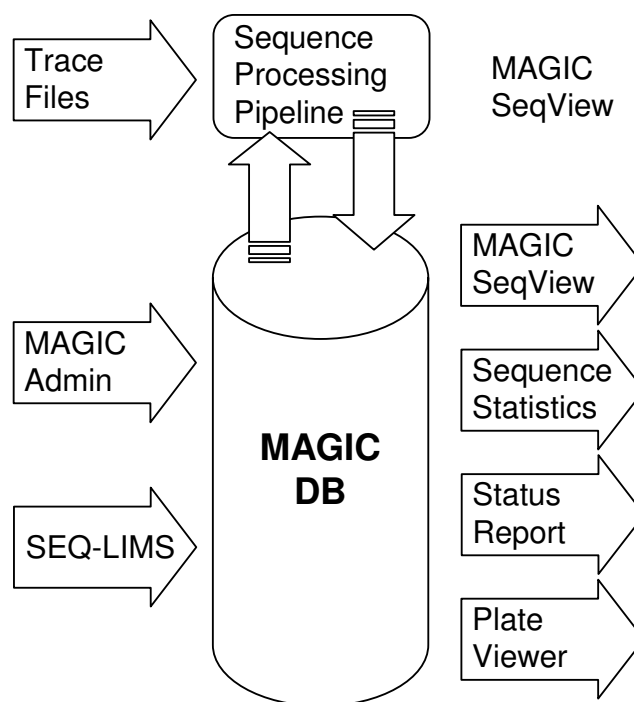 Trace
Files
Sequence
Processing
Pipeline
MAGIC
SeqView
MAGIC
SeqView
MAGIC
Admin
Sequence
Statistics
MAGIC
DB
Status
Report
SEQ-LIMS
Plate
Viewer